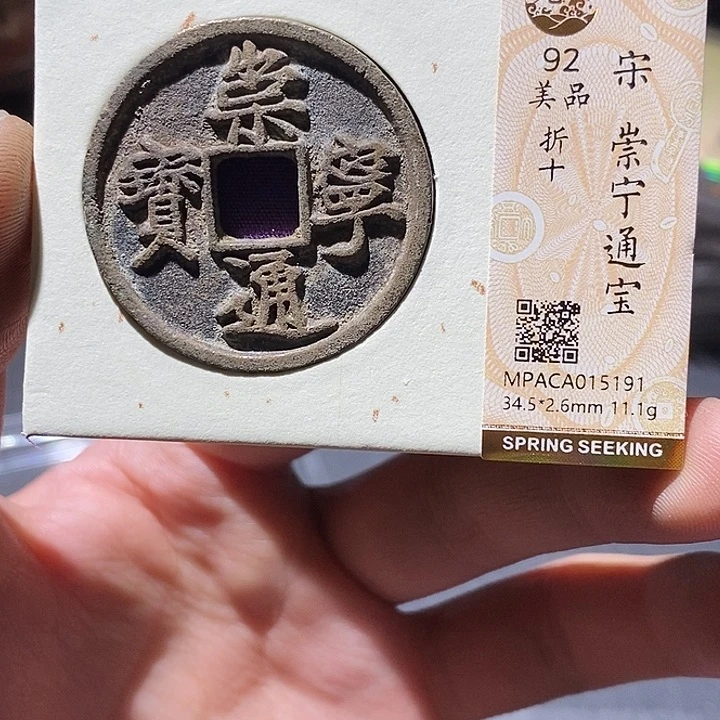 崇
寧
通
寶
宋 崇宁通宝
92
美品
折十
MPACA015191
34.5*2.6mm 11.1g
SPRING SEEKING